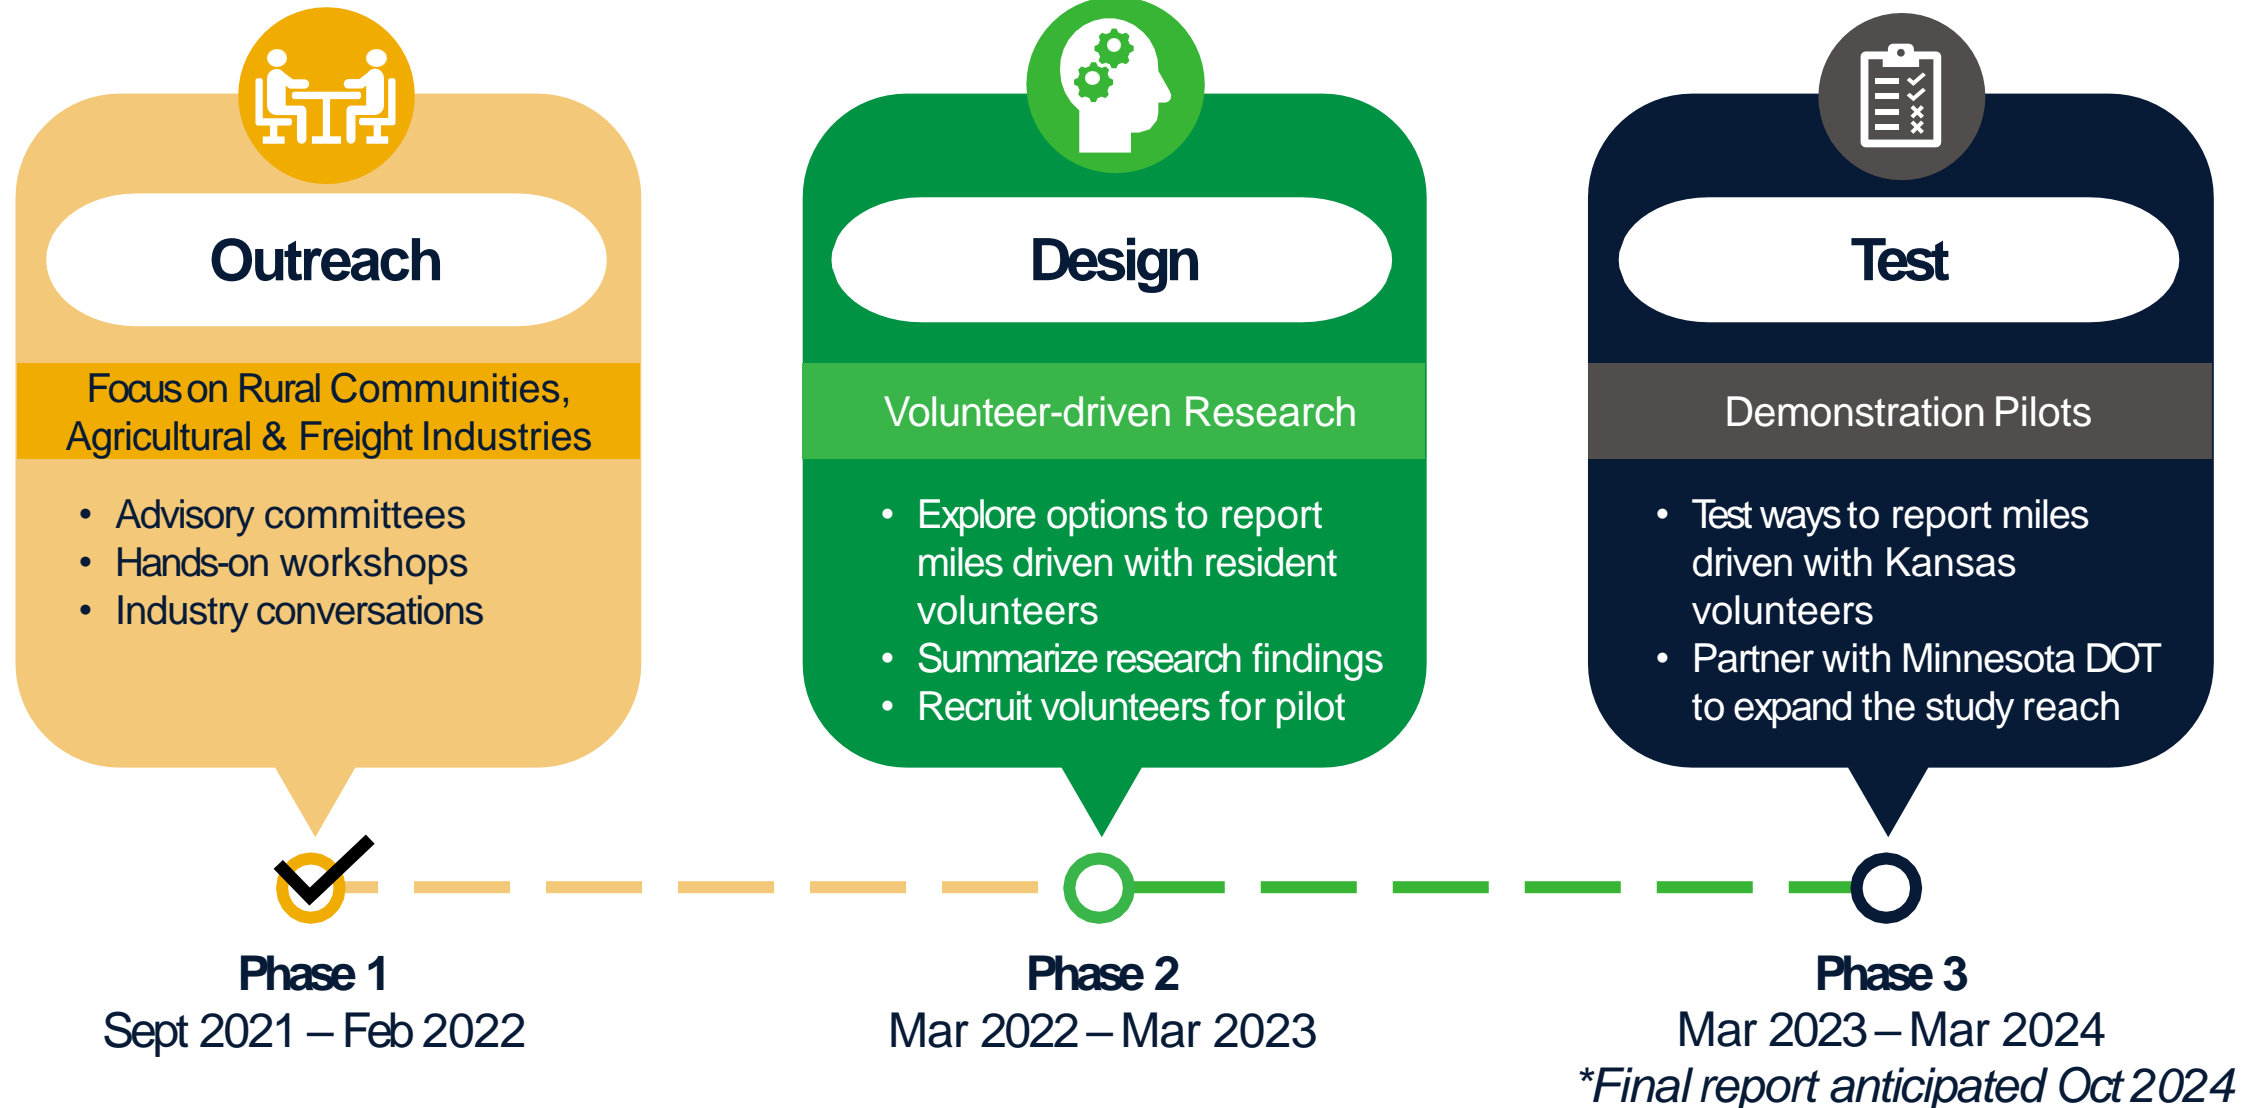 Outreach
Focus on Rural Communities,
Agricultural & Freight Industries
• Advisory committees
• Hands-on workshops
• Industry conversations
Phase 1
Sept 2021 – Feb 2022
Design
Volunteer-driven Research
• Explore options to report
miles driven with resident
volunteers
• Summarize research findings
• Recruit volunteers for pilot
Phase 2
Mar 2022 – Mar 2023
Test
Demonstration Pilots
• Test ways to report miles
driven with Kansas
volunteers
• Partner with Minnesota DOT
to expand the study reach
Phase 3
Mar 2023 – Mar 2024
*Final report anticipated Oct 2024